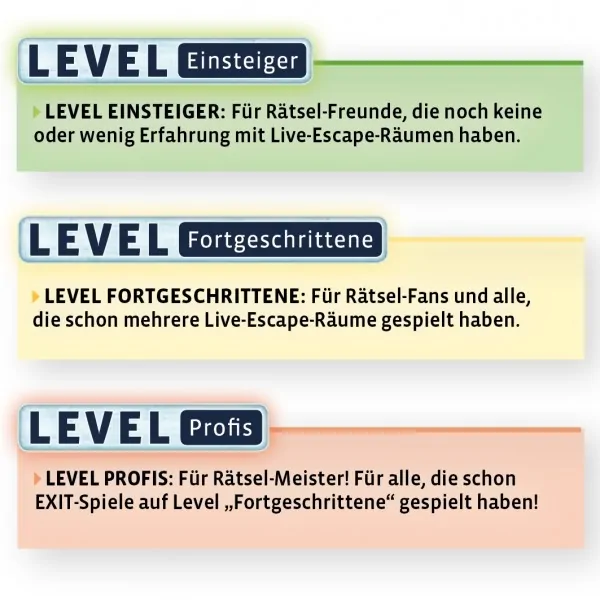 LEVEL Einsteiger
LEVEL EINSTEIGER: Für Rätsel-Freunde, die noch keine
oder wenig Erfahrung mit Live-Escape-Räumen haben.
LEVEL Fortgeschrittene
LEVEL FORTGESCHRITTENE: Für Rätsel-Fans und alle,
die schon mehrere Live-Escape-Räume gespielt haben.
LEVEL Profis
LEVEL PROFIS: Für Rätsel-Meister! Für alle, die schon
EXIT-Spiele auf Level „Fortgeschrittene“ gespielt haben!